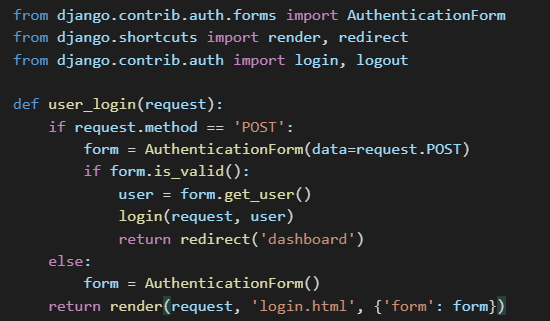 from django.contrib.auth.forms import AuthenticationForm
from django.shortcuts import render, redirect
from django.contrib.auth import login, logout

def user_login(request):
    if request.method == 'POST':
        form = AuthenticationForm(data=request.POST)
        if form.is_valid():
            user = form.get_user()
            login(request, user)
            return redirect('dashboard')
    else:
        form = AuthenticationForm()
    return render(request, 'login.html', {'form': form})